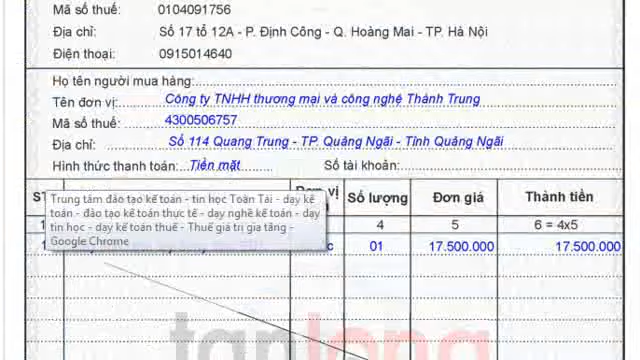 Mã số thuế: 0104091756
Địa chỉ: Số 17 tổ 12A - P. Định Công - Q. Hoàng Mai - TP. Hà Nội
Điện thoại: 0915014640
Họ tên người mua hàng:
Tên đơn vị: Công ty TNHH thương mại và công nghệ Thành Trung
Mã số thuế: 4300506757
Địa chỉ: Số 114 Quang Trung - TP. Quảng Ngãi - Tỉnh Quảng Ngãi
Hình thức thanh toán: Tiền mặt Số tài khoản:
ST Đơn vị Số lượng Đơn giá Thành tiền
Trung tâm đào tạo kế toán - tin học Toàn Tài - dạy kế
toán - đào tạo kế toán thực tế - dạy nghề kế toán - dạy
tin học - dạy kế toán thuế - Thuế giá trị gia tăng -
Google Chrome
1 4 5 6 = 4x5
1 c 01 17.500.000 17.500.000
tanlong